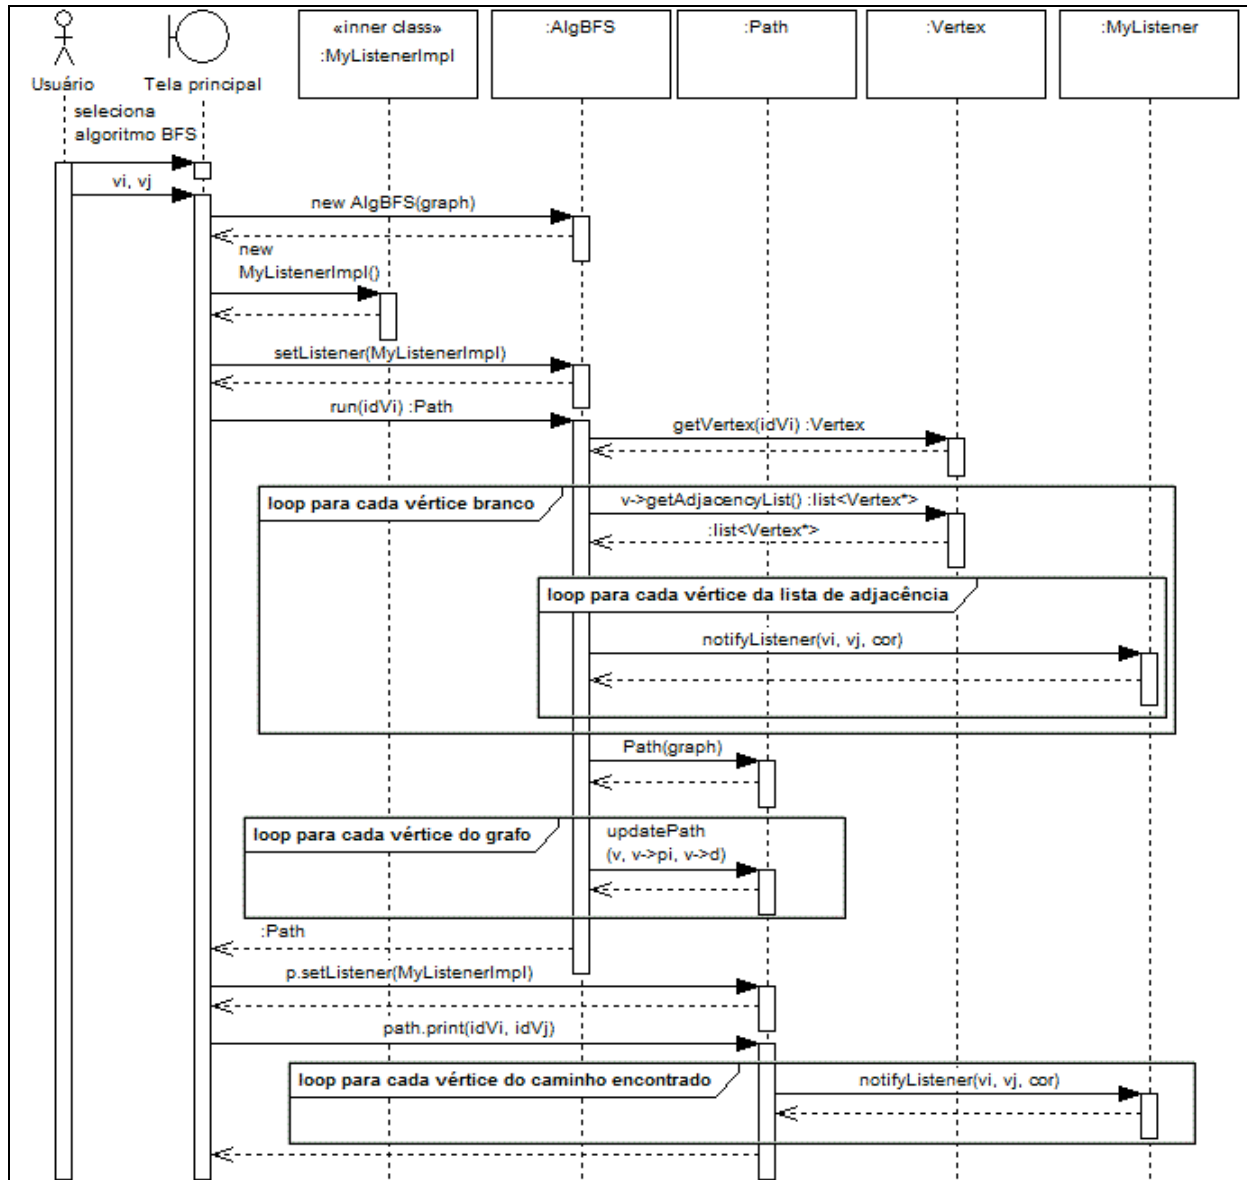 «inner class»
:MyListenerImpl
:AlgBFS
:Path
:Vertex
:MyListener
Usuário
Tela principal
seleciona
algoritmo BFS
vi, vj
new AlgBFS(graph)
new
MyListenerImpl()
setListener(MyListenerImpl)
run(idVi) :Path
getVertex(idVi) :Vertex
loop para cada vértice branco
v->getAdjacencyList() :list<Vertex*>
:list<Vertex*>
loop para cada vértice da lista de adjacência
notifyListener(vi, vj, cor)
Path(graph)
loop para cada vértice do grafo
updatePath
(v, v->pi, v->d)
:Path
p.setListener(MyListenerImpl)
path.print(idVi, idVj)
loop para cada vértice do caminho encontrado
notifyListener(vi, vj, cor)